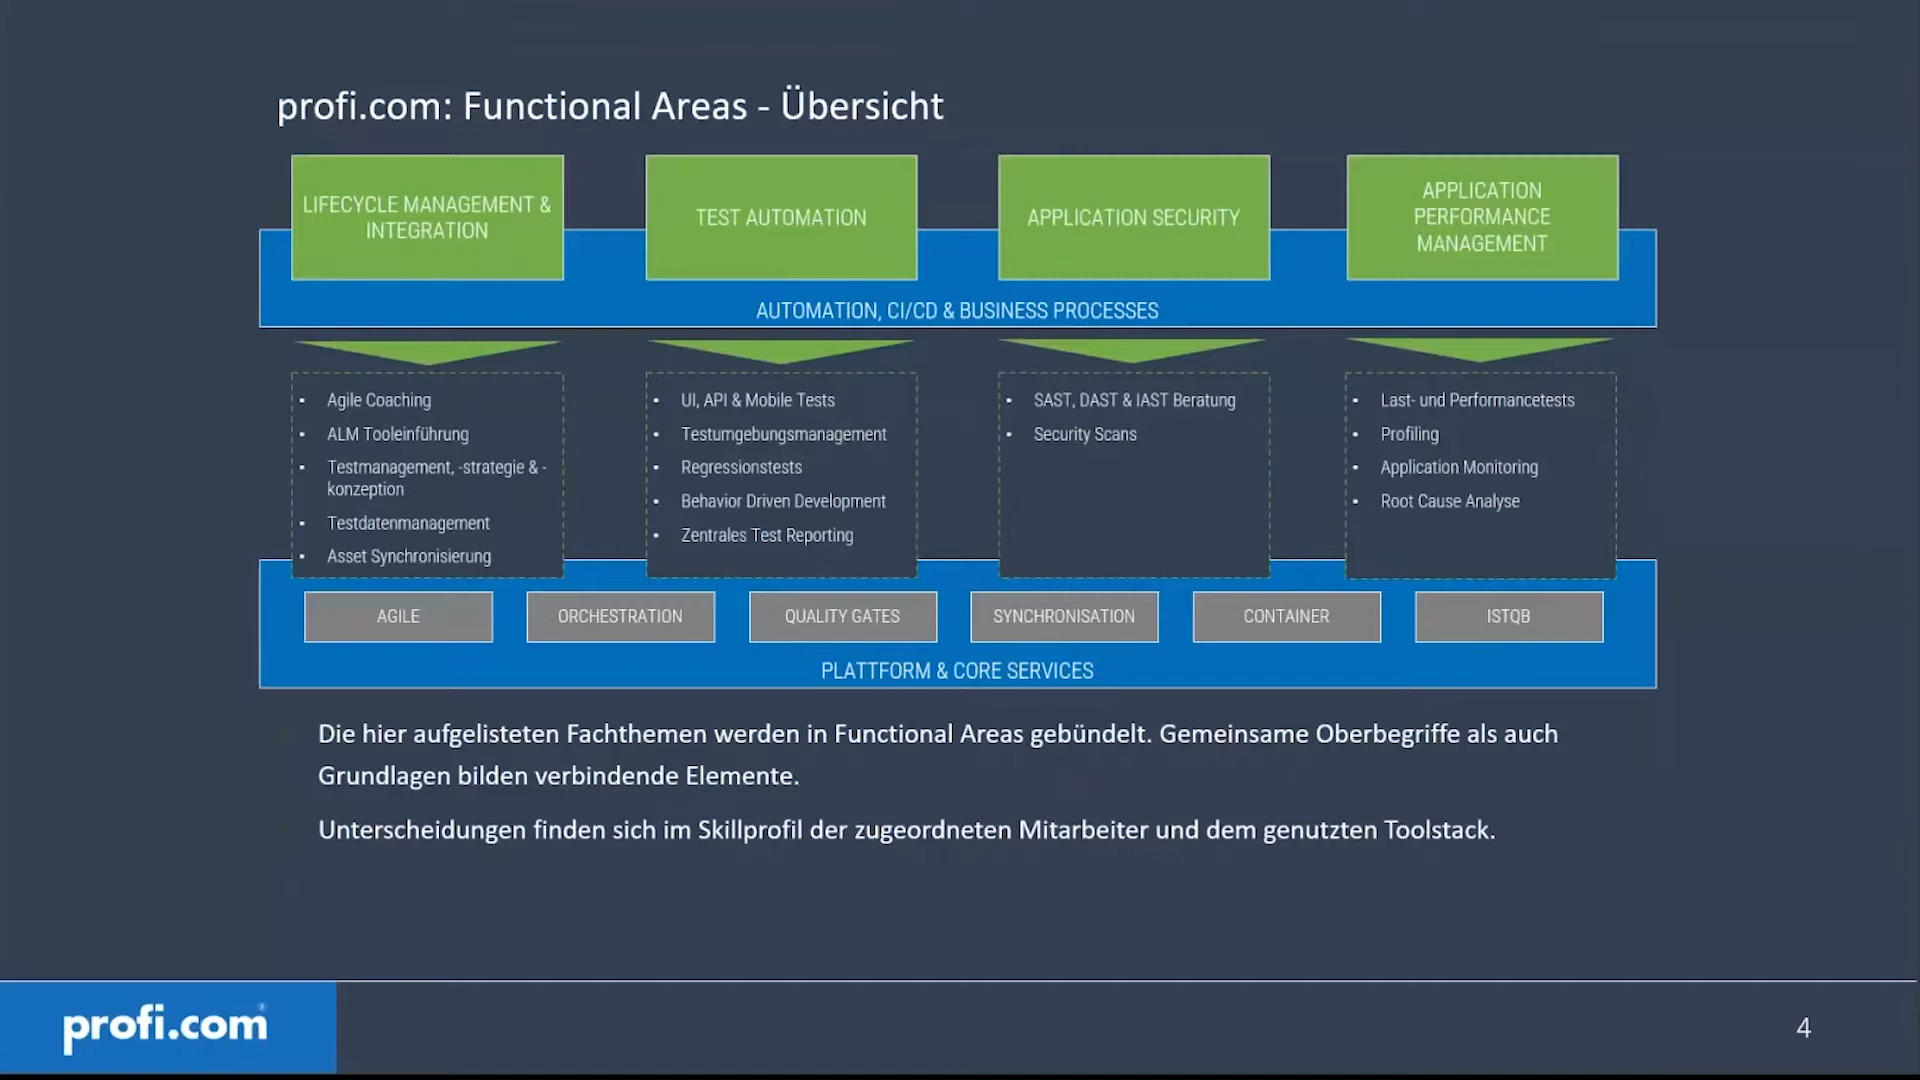 profi.com: Functional Areas - Übersicht
LIFECYCLE MANAGEMENT &
INTEGRATION
TEST AUTOMATION
APPLICATION SECURITY
APPLICATION
PERFORMANCE
MANAGEMENT
AUTOMATION, CI/CD & BUSINESS PROCESSES
• Agile Coaching
• ALM Tooleinführung
• Testmanagement, -strategie & -
konzeption
• Testdatenmanagement
• Asset Synchronisierung
• UI, API & Mobile Tests
• Testumgebungsmanagement
• Regressionstests
• Behavior Driven Development
• Zentrales Test Reporting
• SAST, DAST & IAST Beratung
• Security Scans
• Last- und Performancetests
• Profiling
• Application Monitoring
• Root Cause Analyse
AGILE
ORCHESTRATION
QUALITY GATES
SYNCHRONISATION
CONTAINER
ISTQB
PLATTFORM & CORE SERVICES
Die hier aufgelisteten Fachthemen werden in Functional Areas gebündelt. Gemeinsame Oberbegriffe als auch
Grundlagen bilden verbindende Elemente.
Unterscheidungen finden sich im Skillprofil der zugeordneten Mitarbeiter und dem genutzten Toolstack.
profi.com®
4